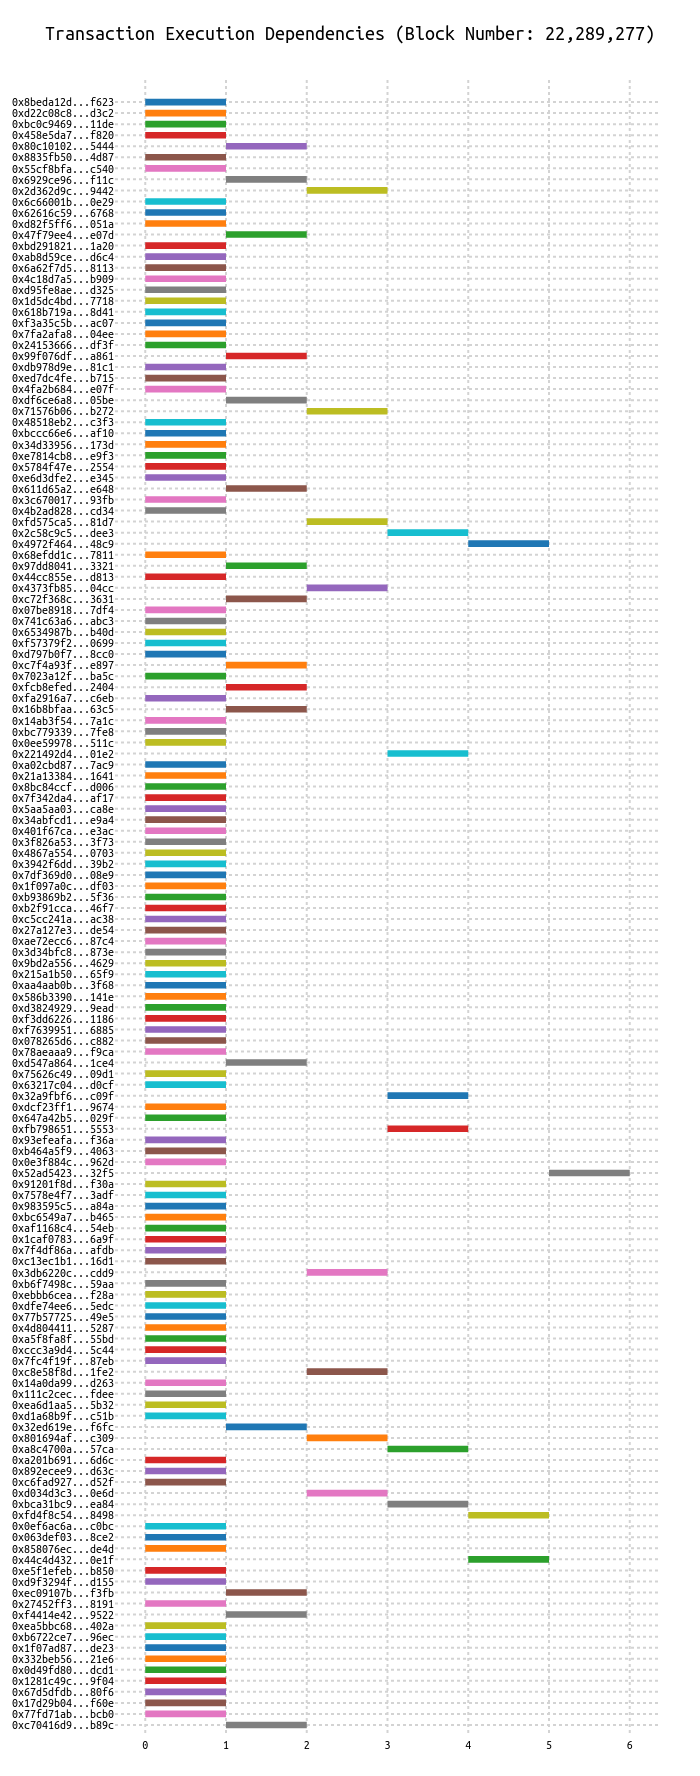 Transaction Execution Dependencies (Block Number: 22,289,277)
0x8beda12d...f623
0xd22c08c8...d3c2
0xbc0c9469...11de
0x458e5da7...f820
0x80c10102...5444
0x8835fb50...4d87
0x55cf8bfa...c540
0x6929ce96...f11c
0x2d362d9c...9442
0x6c66001b...0e29
0x62616c59...6768
0xd82f5ff6...051a
0x47f79ee4...e07d
0xbd291821...1a20
0xab8d59ce...d6c4
0x6a62f7d5...8113
0x4c18d7a5...b909
0xd95fe8ae...d325
0x1d5dc4bd...7718
0x618b719a...8d41
0xf3a35c5b...ac07
0x7fa2afa8...04ee
0x24153666...df3f
0x99f076df...a861
0xdb978d9e...81c1
0xed7dc4fe...b715
0x4fa2b684...e07f
0xdf6ce6a8...05be
0x71576b06...b272
0x48518eb2...c3f3
0xbccc66e6...af10
0x34d33956...173d
0xe7814cb8...e9f3
0x5784f47e...2554
0xe6d3dfe2...e345
0x611d65a2...e648
0x3c670017...93fb
0x4b2ad828...cd34
0xfd575ca5...81d7
0x2c58c9c5...dee3
0x4972f464...48c9
0x68efdd1c...7811
0x97dd8041...3321
0x44cc855e...d813
0x4373fb85...04cc
0xc72f368c...3631
0x07be8918...7df4
0x741c63a6...abc3
0x6534987b...b40d
0xf57379f2...0699
0xd797b0f7...8cc0
0xc7f4a93f...e897
0x7023a12f...ba5c
0xfcb8efed...2404
0xfa2916a7...c6eb
0x16b8bfaa...63c5
0x14ab3f54...7a1c
0xbc779339...7fe8
0x0ee59978...511c
0x221492d4...01e2
0xa02cbd87...7ac9
0x21a13384...1641
0x8bc84ccf...d006
0x7f342da4...af17
0x5aa5aa03...ca8e
0x34abfcd1...e9a4
0x401f67ca...e3ac
0x3f826a53...3f73
0x4867a554...0703
0x3942f6dd...39b2
0x7df369d0...08e9
0x1f097a0c...df03
0xb93869b2...5f36
0xb2f91cca...46f7
0xc5cc241a...ac38
0x27a127e3...de54
0xae72ecc6...87c4
0x3d34bfc8...873e
0x9bd2a556...4629
0x215a1b50...65f9
0xaa4aab0b...3f68
0x586b3390...141e
0xd3824929...9ead
0xf3dd6226...1186
0xf7639951...6885
0x078265d6...c882
0x78aeaaa9...f9ca
0xd547a864...1ce4
0x75626c49...09d1
0x63217c04...d0cf
0x32a9fbf6...c09f
0xdcf23ff1...9674
0x647a42b5...029f
0xfb798651...5553
0x93efeafa...f36a
0xb464a5f9...4063
0x0e3f884c...962d
0x52ad5423...32f5
0x91201f8d...f30a
0x7578e4f7...3adf
0x983595c5...a84a
0xbc6549a7...b465
0xaf1168c4...54eb
0x1caf0783...6a9f
0x7f4df86a...afdb
0xc13ec1b1...16d1
0x3db6220c...cdd9
0xb6f7498c...59aa
0xebbb6cea...f28a
0xdfe74ee6...5edc
0x77b57725...49e5
0x4d804411...5287
0xa5f8fa8f...55bd
0xccc3a9d4...5c44
0x7fc4f19f...87eb
0xc8e58f8d...1fe2
0x14a0da99...d263
0x111c2cec...fdee
0xea6d1aa5...5b32
0xd1a68b9f...c51b
0x32ed619e...f6fc
0x801694af...c309
0xa8c4700a...57ca
0xa201b691...6d6c
0x892ecee9...d63c
0xc6fad927...d52f
0xd034d3c3...0e6d
0xbca31bc9...ea84
0xfd4f8c54...8498
0x0ef6ac6a...c0bc
0x063def03...8ce2
0x858076ec...de4d
0x44c4d432...0e1f
0xe5f1efeb...b850
0xd9f3294f...d155
0xec09107b...f3fb
0x27452ff3...8191
0xf4414e42...9522
0xea5bbc68...402a
0xb6722ce7...96ec
0x1f07ad87...de23
0x332beb56...21e6
0x0d49fd80...dcd1
0x1281c49c...9f04
0x67d5dfdb...80f6
0x17d29b04...f60e
0x77fd71ab...bcb0
0xc70416d9...b89c
0 1 2 3 4 5 6